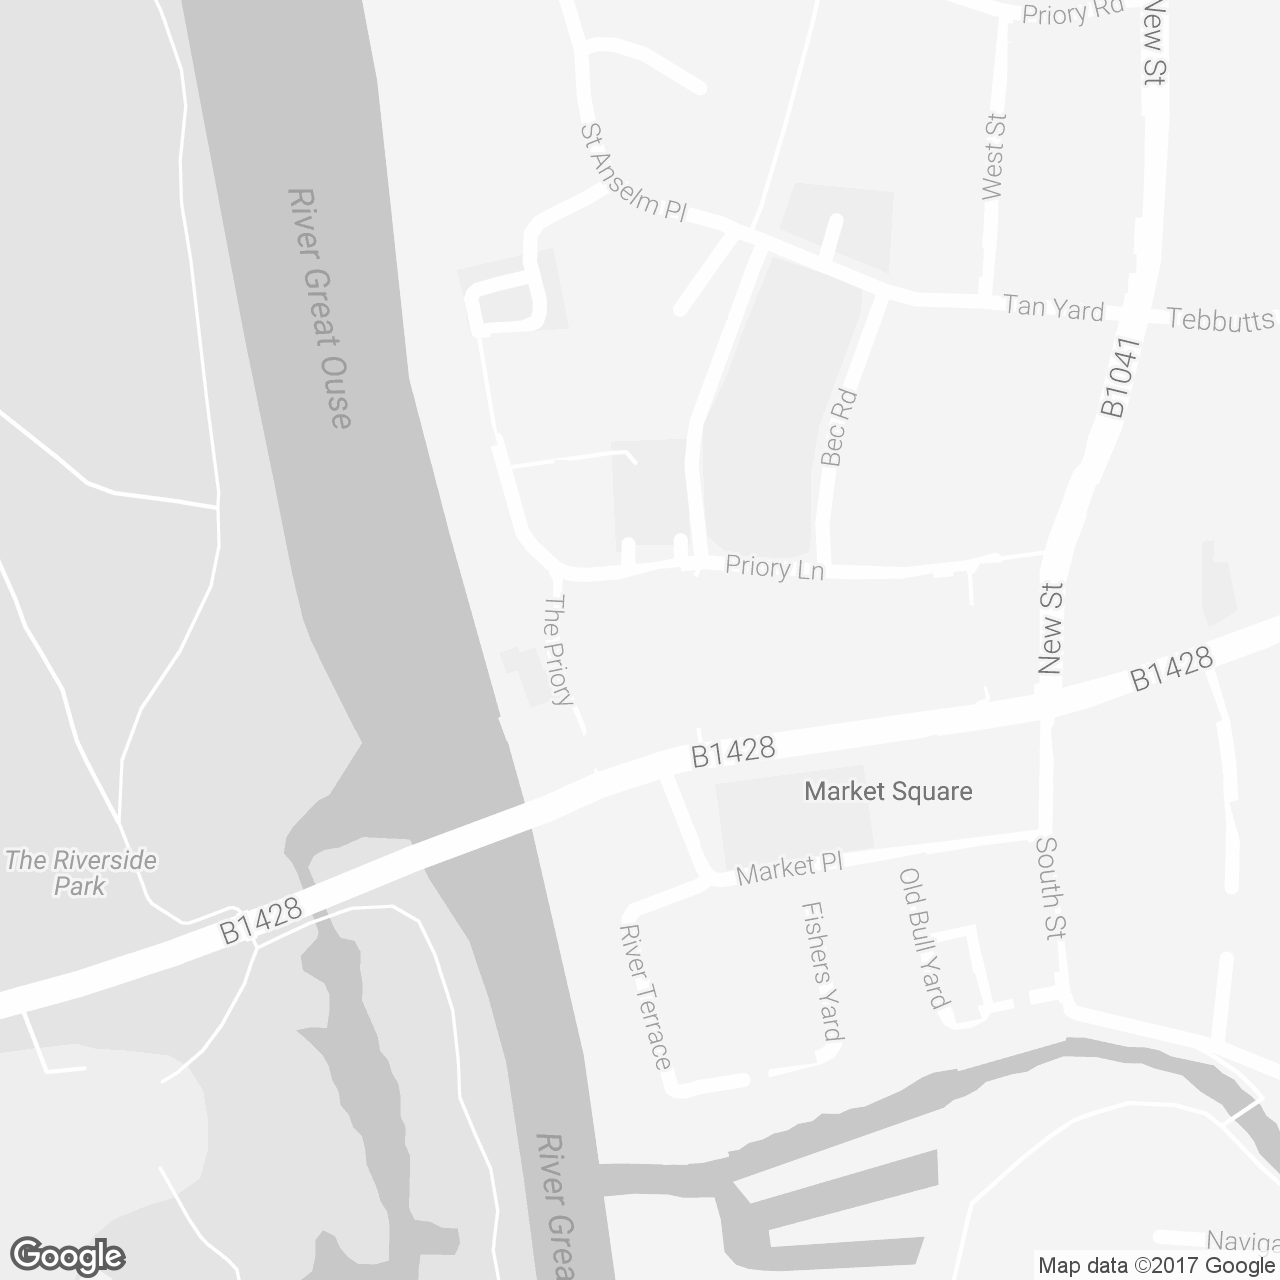 Priory Rd
New St
St Anselm Pl
West St
River Great Ouse
Tan Yard
Tebbutts
B1041
Bec Rd
Priory Ln
The Priory
New St
B1428
B1428
Market Square
The Riverside
Park
Market Pl
South St
Old Bull Yard
Fishers Yard
B1428
River Terrace
River Grea
Naviga
Google
Map data ©2017 Google